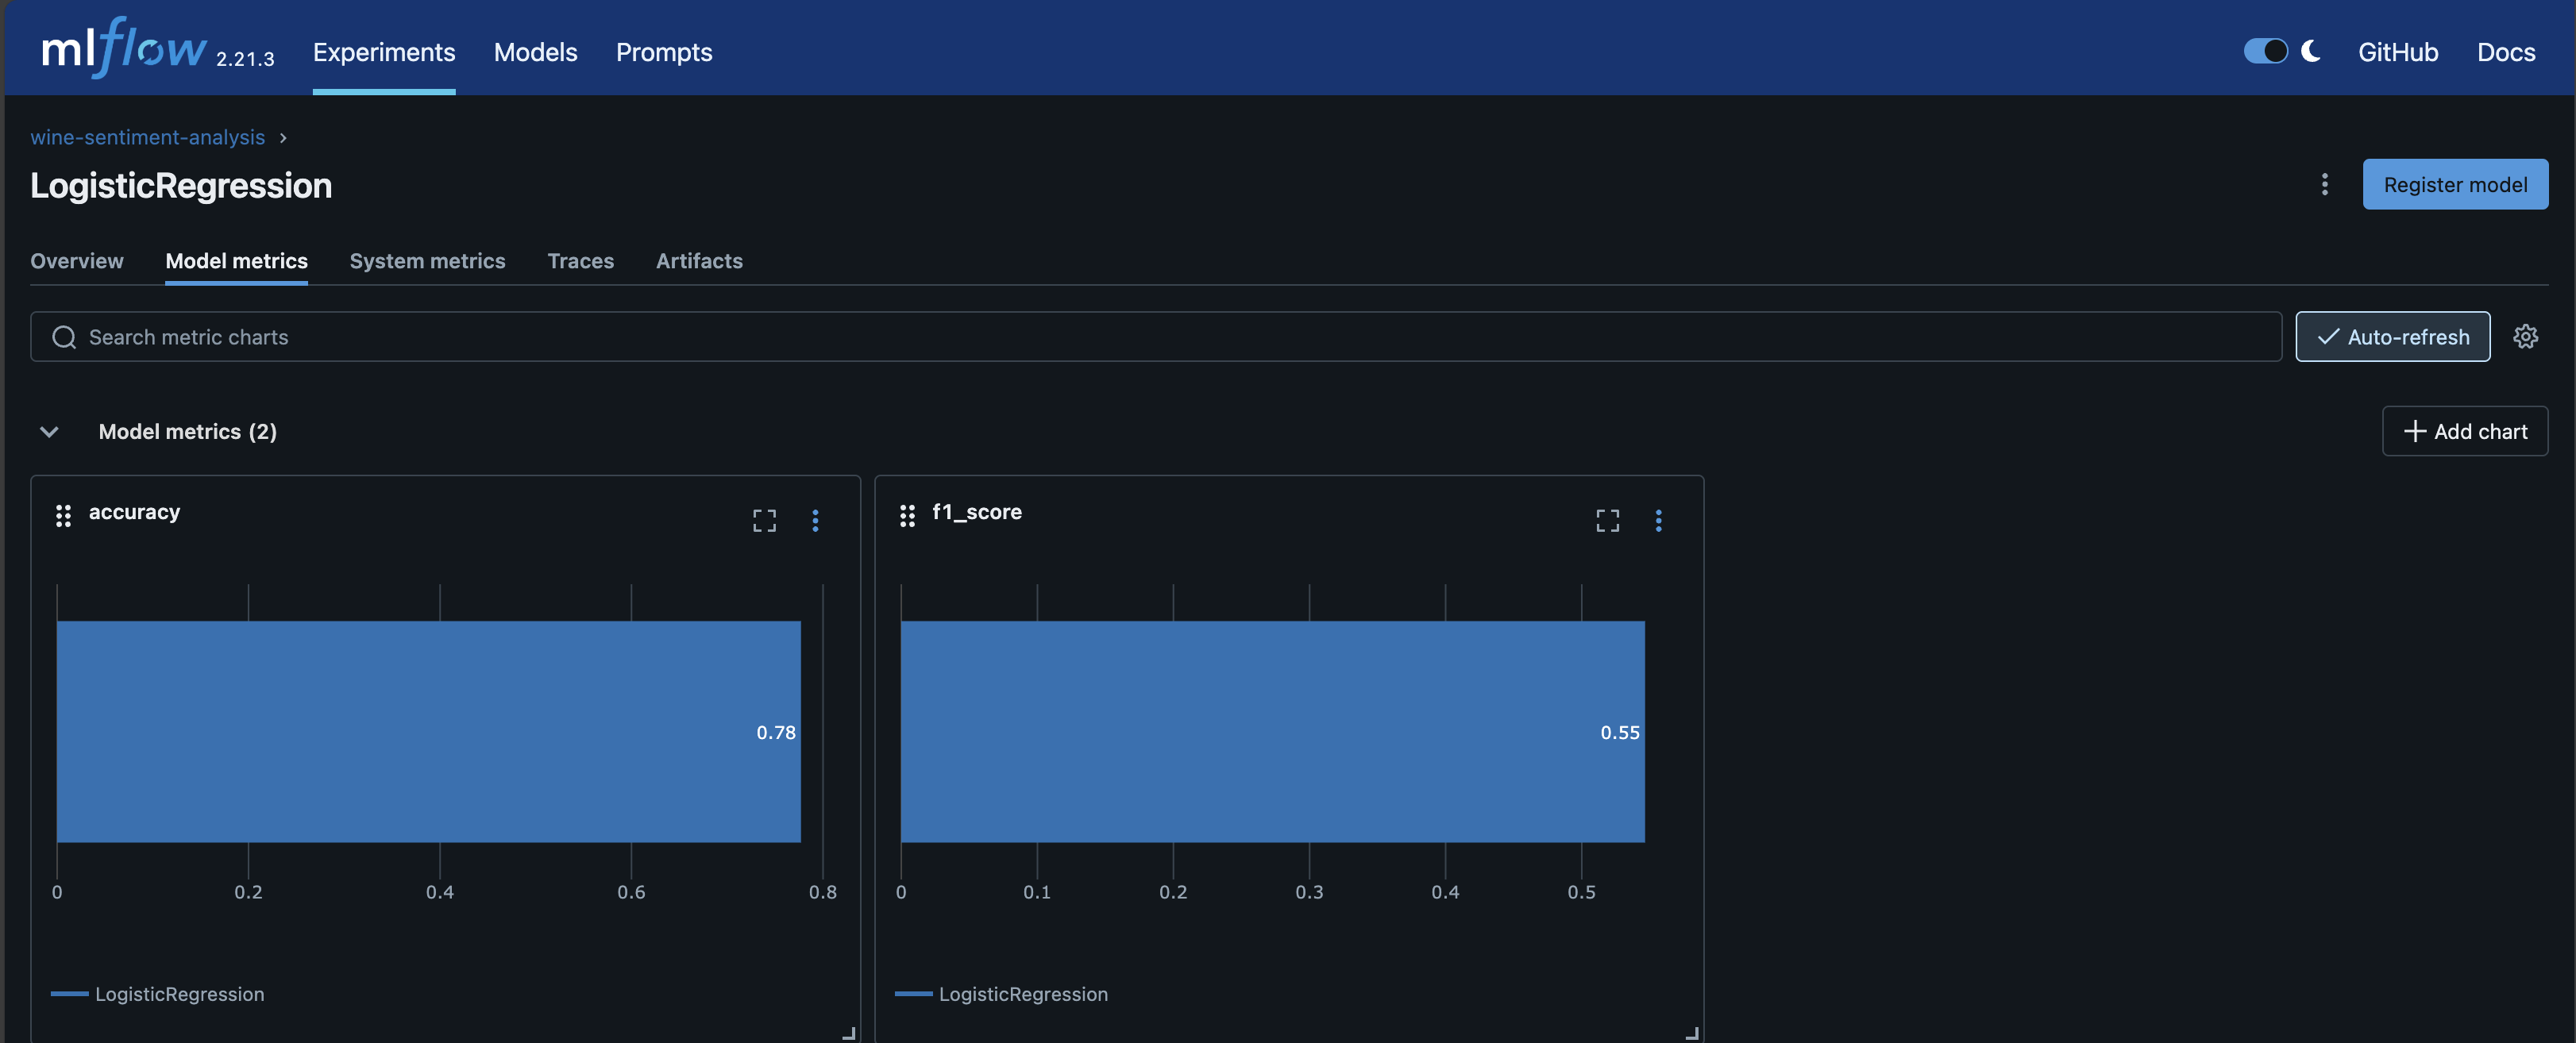 mlflow 2.21.3 Experiments Models Prompts GitHub Docs
wine-sentiment-analysis
LogisticRegression
Register model
Overview Model metrics System metrics Traces Artifacts
Search metric charts Auto-refresh
Model metrics (2) Add chart
accuracy
0.78
0 0.2 0.4 0.6 0.8
LogisticRegression
f1_score
0.55
0 0.1 0.2 0.3 0.4 0.5
LogisticRegression